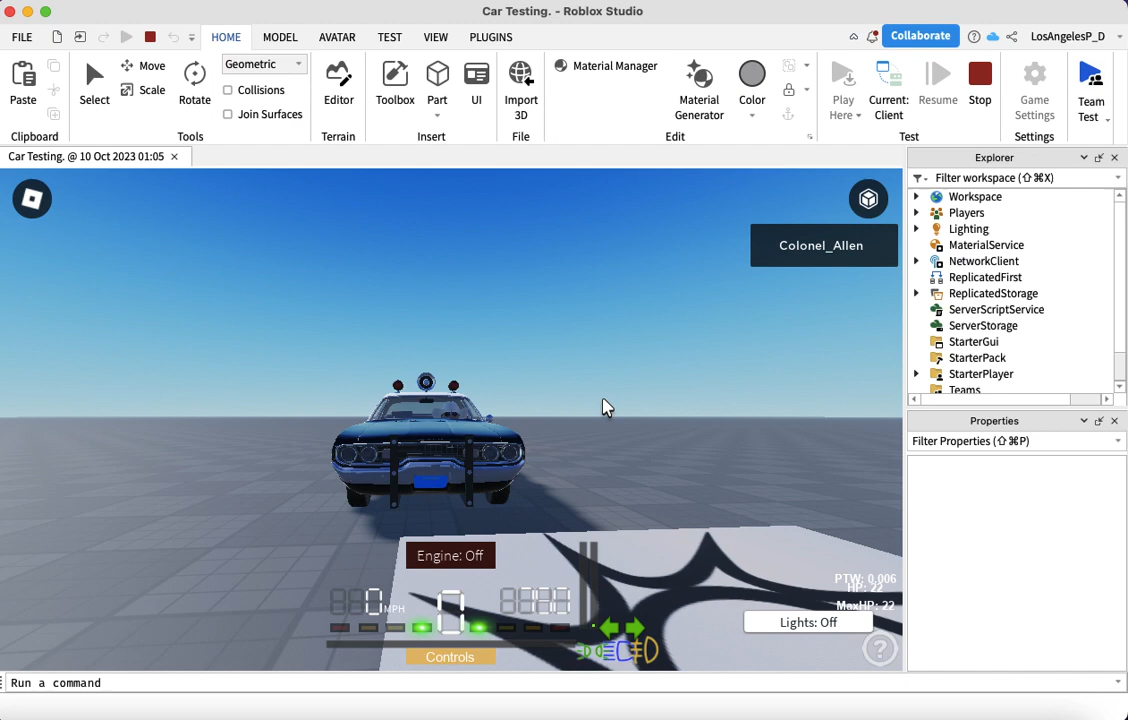 Car Testing. - Roblox Studio
FILE
HOME
MODEL
AVATAR
TEST
VIEW
PLUGINS
Collaborate
LosAngelesP_D
Paste
Clipboard
Select
Move
Scale
Rotate
Geometric
Collisions
Join Surfaces
Tools
Editor
Terrain
Toolbox
Part
UI
Insert
Import
3D
File
Material Manager
Material
Generator
Color
Edit
Play
Here
Current:
Client
Resume
Stop
Test
Game
Settings
Settings
Team
Test
Car Testing. @ 10 Oct 2023 01:05
Explorer
Filter workspace (⇧⌘X)
Workspace
Players
Lighting
MaterialService
NetworkClient
ReplicatedFirst
ReplicatedStorage
ServerScriptService
ServerStorage
StarterGui
StarterPack
StarterPlayer
Teams
Properties
Filter Properties (⇧⌘P)
Colonel_Allen
Engine: Off
0 MPH
0
PTW: 0.006
HP: 22
MaxHP: 22
Lights: Off
Controls
?
Run a command